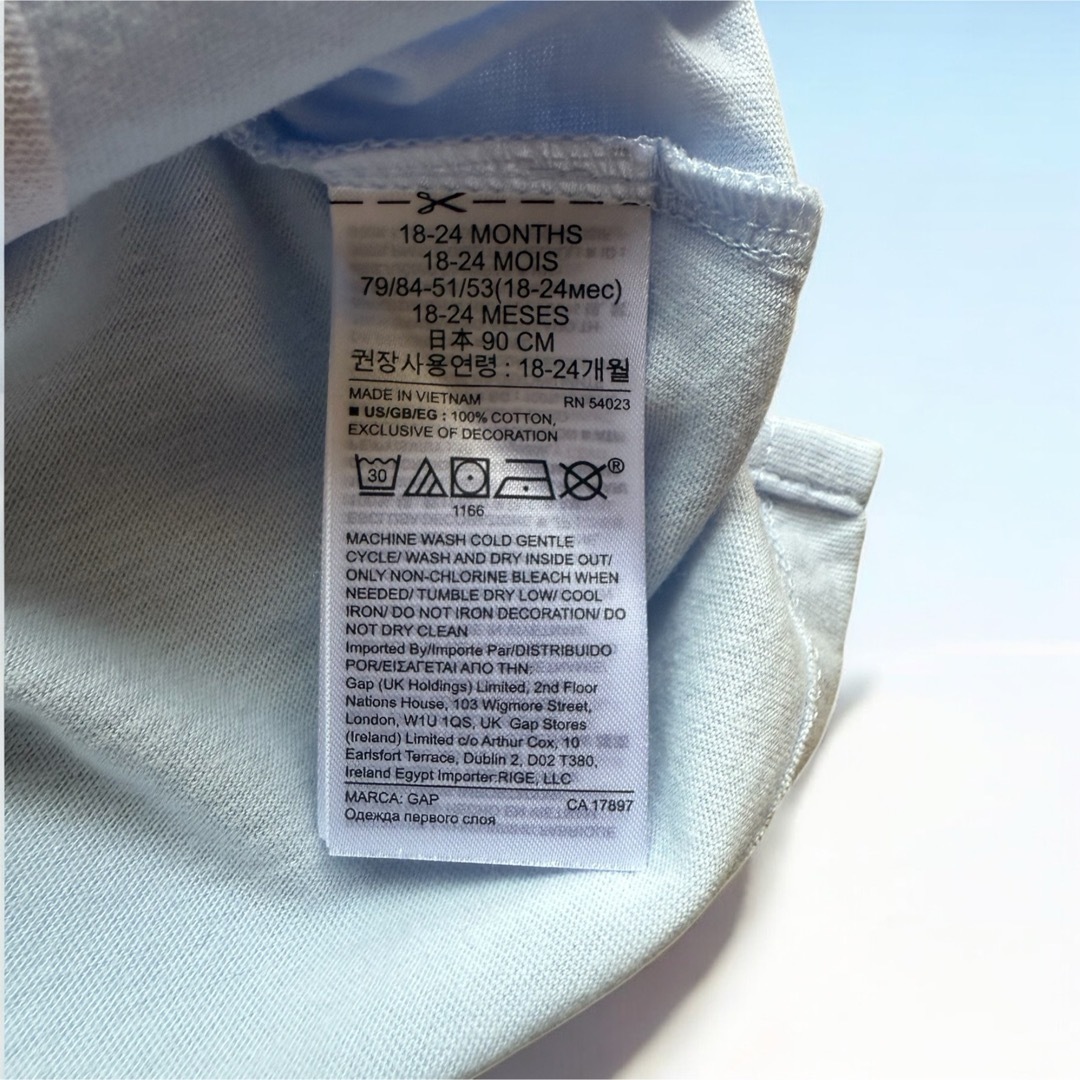 18-24 MONTHS
18-24 MOIS
79/84-51/53(18-24мес)
18-24 MESES
日本 90 CM
권장사용연령 : 18-24개월
MADE IN VIETNAM RN 54023
■ US/GB/EG : 100% COTTON,
EXCLUSIVE OF DECORATION
30 ®
1166
MACHINE WASH COLD GENTLE
CYCLE/ WASH AND DRY INSIDE OUT/
ONLY NON-CHLORINE BLEACH WHEN
NEEDED/ TUMBLE DRY LOW/ COOL
IRON/ DO NOT IRON DECORATION/ DO
NOT DRY CLEAN
Imported By/Importe Par/DISTRIBUIDO
POR/ΕΙΣΑΓΕΤΑΙ ΑΠΟ ΤΗΝ:
Gap (UK Holdings) Limited, 2nd Floor
Nations House, 103 Wigmore Street,
London, W1U 1QS, UK Gap Stores
(Ireland) Limited c/o Arthur Cox, 10
Earlsfort Terrace, Dublin 2, D02 T380,
Ireland Egypt Importer:RIGE, LLC
MARCA: GAP CA 17897
Одежда первого слоя